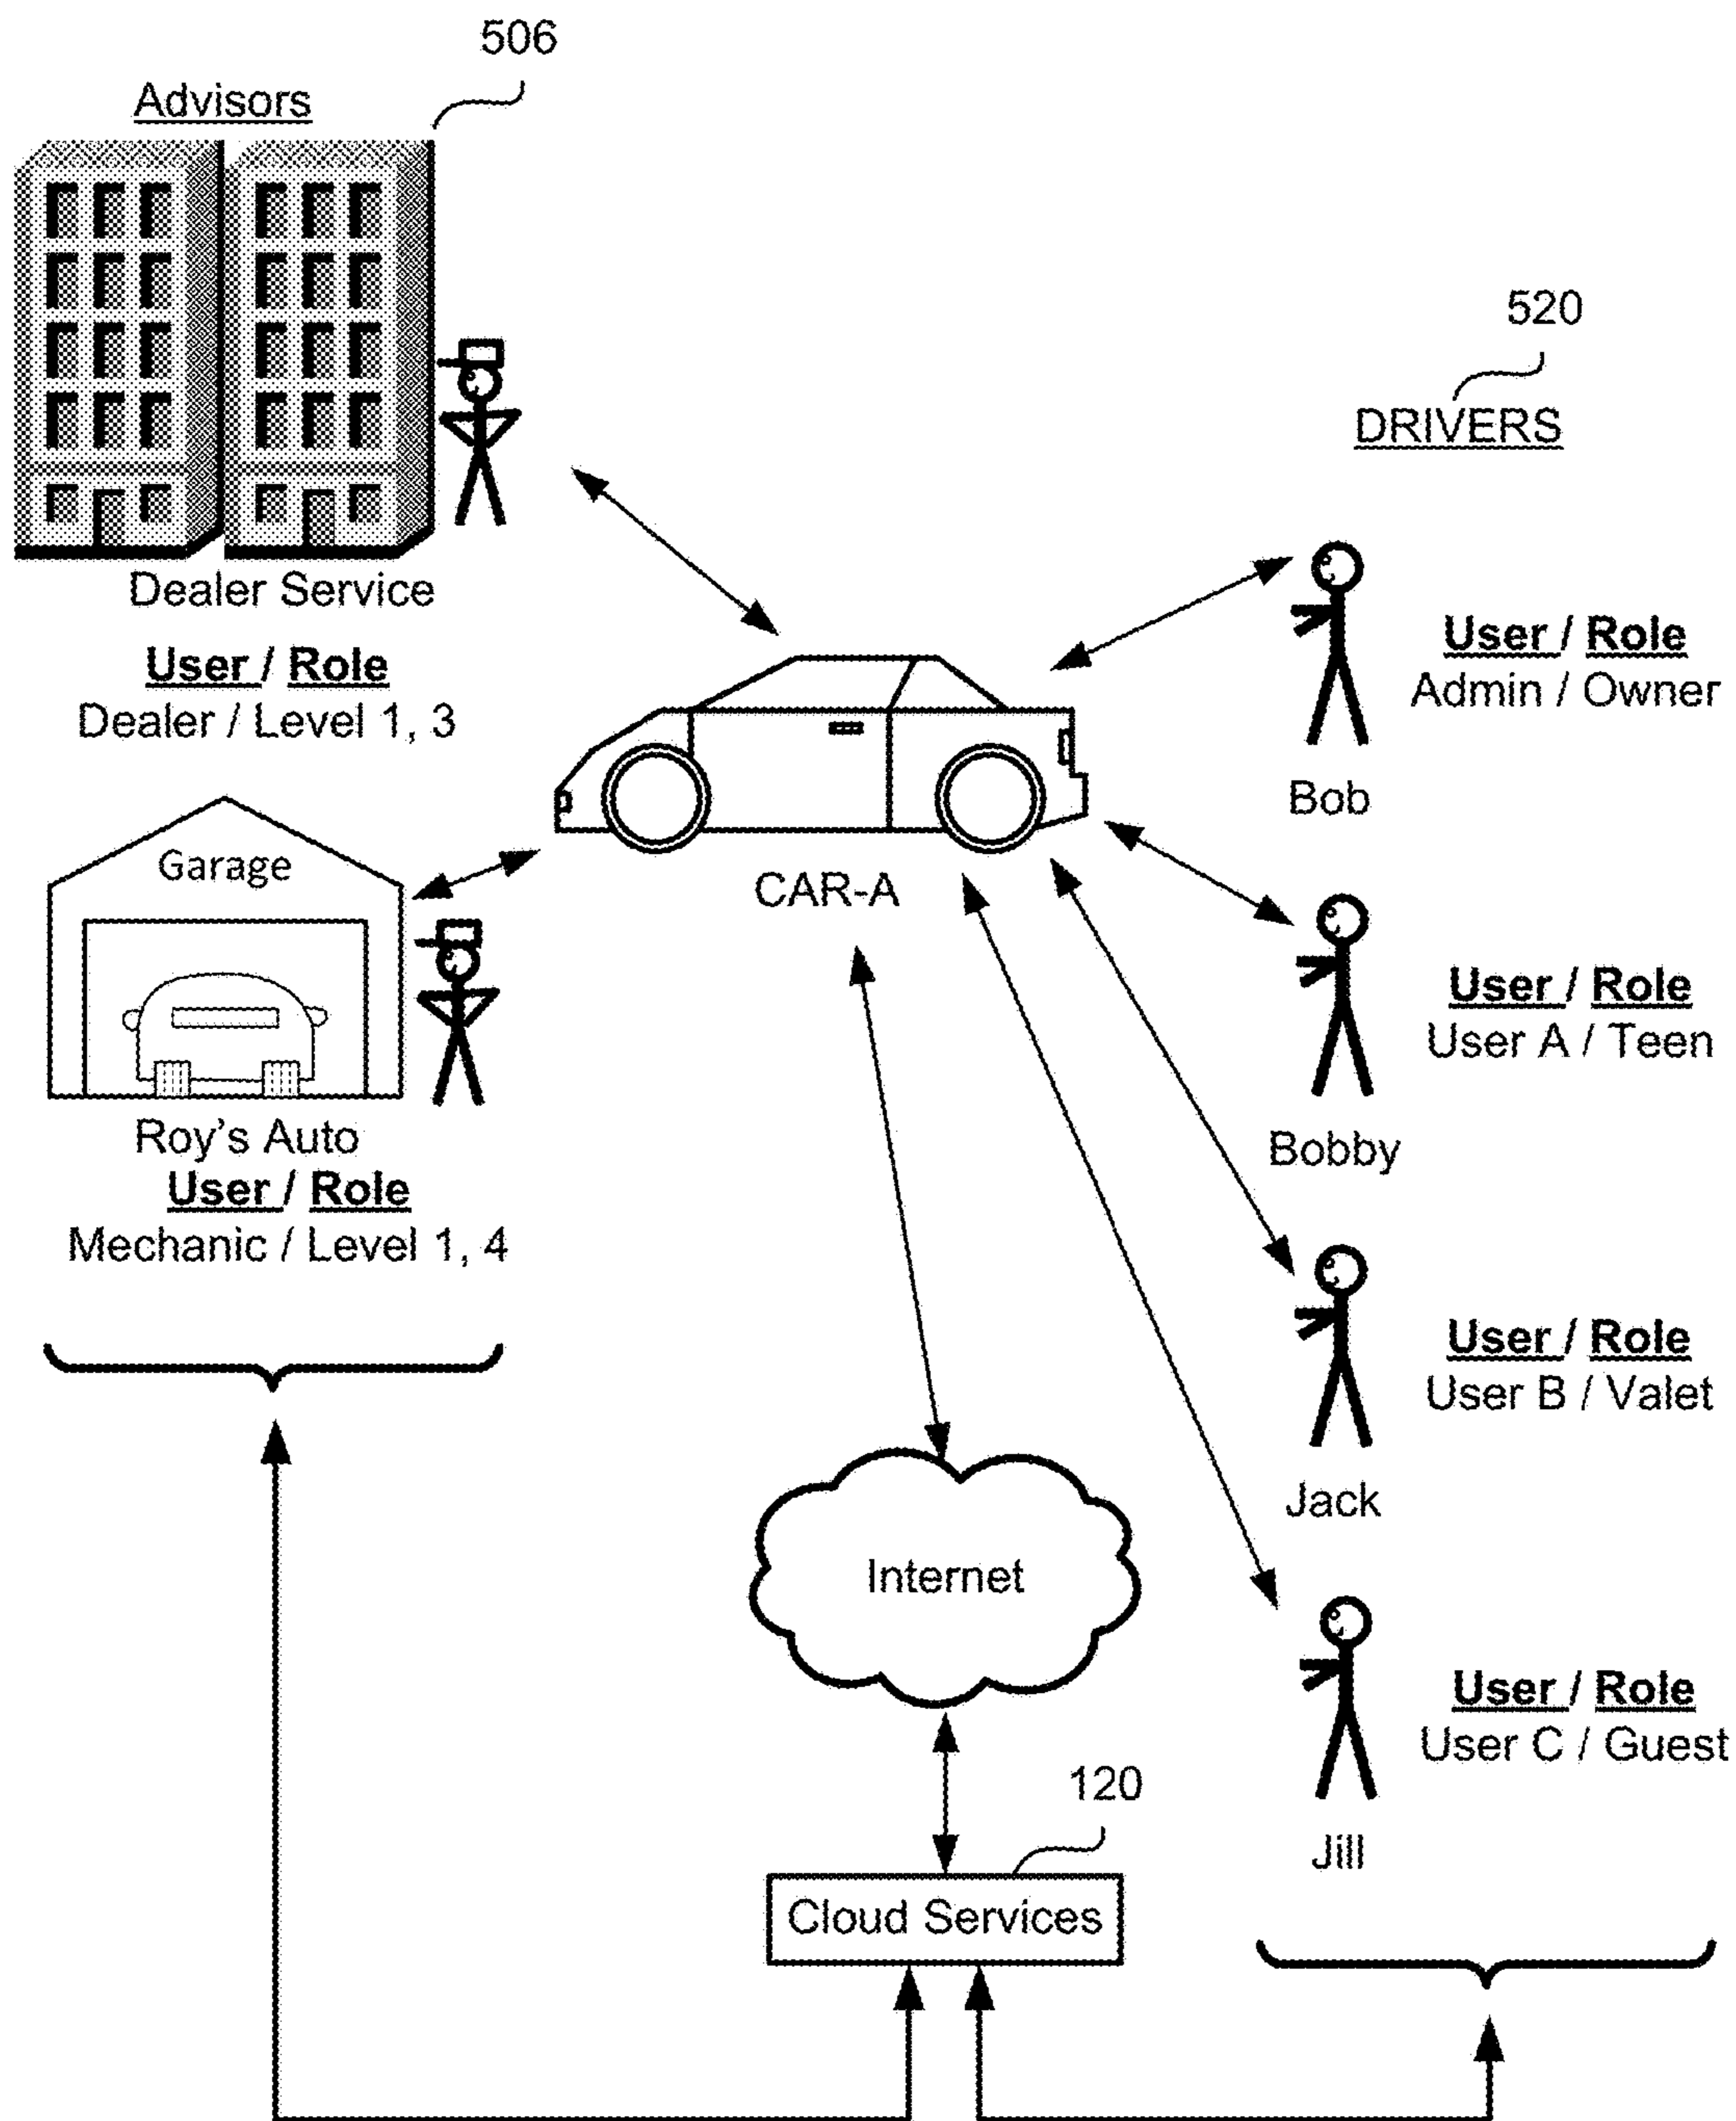 506
Advisors
Dealer Service
User / Role
Dealer / Level 1, 3
Garage
Roy's Auto
User / Role
Mechanic / Level 1, 4
CAR-A
520
DRIVERS
User / Role
Admin / Owner
Bob
User / Role
User A / Teen
Bobby
User / Role
User B / Valet
Jack
User / Role
User C / Guest
Jill
Internet
120
Cloud Services